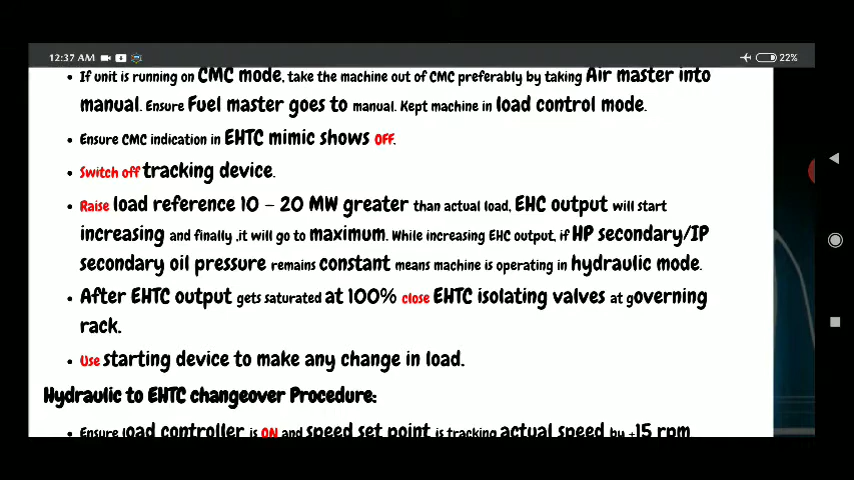 12:37 AM 22%
If unit is running on CMC mode, take the machine out of CMC preferably by taking Air master into
manual. Ensure Fuel master goes to manual. Kept machine in load control mode.
Ensure CMC indication in EHTC mimic shows OFF.
Switch off tracking device.
Raise load reference 10 – 20 MW greater than actual load, EHC output will start
increasing and finally ,it will go to maximum. While increasing EHC output, if HP secondary/IP
secondary oil pressure remains constant means machine is operating in hydraulic mode.
After EHTC output gets saturated at 100% close EHTC isolating valves at governing
rack.
Use starting device to make any change in load.
Hydraulic to EHTC changeover Procedure:
Ensure load controller is ON and speed set point is tracking actual speed by +15 rpm